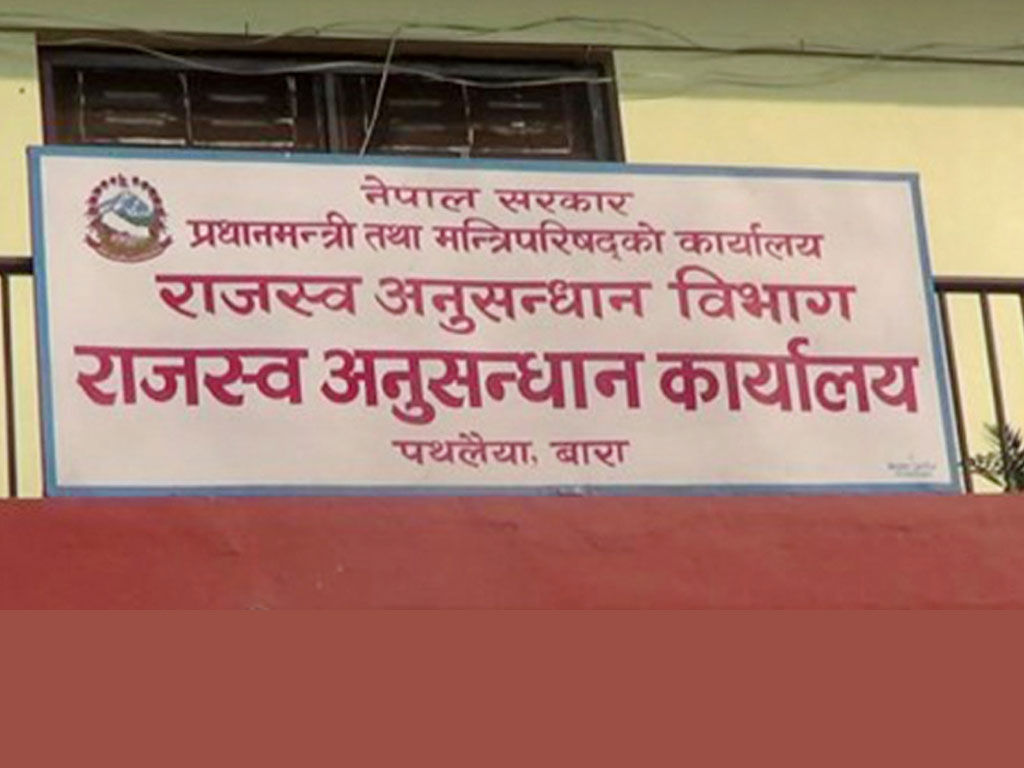 नेपाल सरकार
प्रधानमन्त्री तथा मन्त्रिपरिषद्को कार्यालय
राजस्व अनुसन्धान विभाग
राजस्व अनुसन्धान कार्यालय
पथलैया, बारा